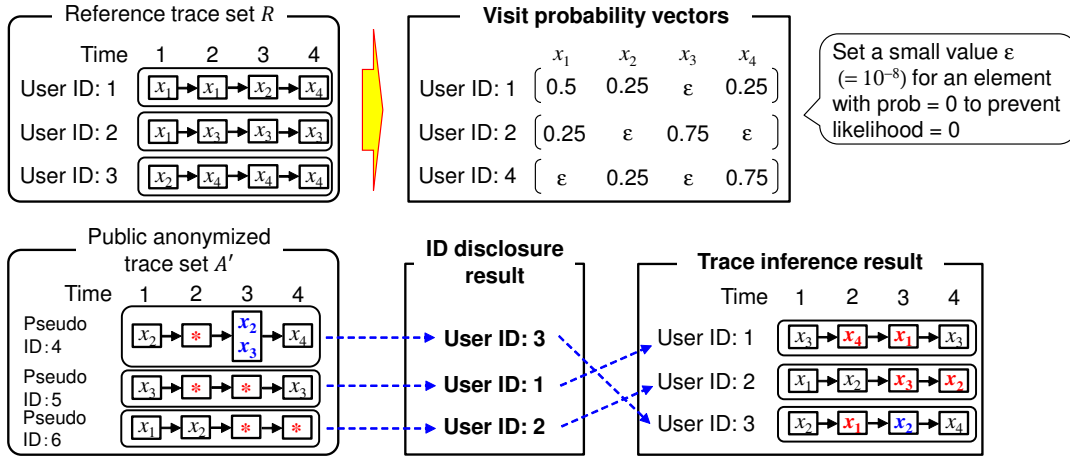 Reference trace set R
Time 1 2 3 4
User ID: 1 x1 x1 x2 x4
User ID: 2 x1 x3 x3 x3
User ID: 3 x2 x4 x4 x4
Visit probability vectors
x1 x2 x3 x4
User ID: 1 0.5 0.25 ε 0.25
User ID: 2 0.25 ε 0.75 ε
User ID: 4 ε 0.25 ε 0.75
Set a small value ε
(= 10⁻⁸) for an element
with prob = 0 to prevent
likelihood = 0
Public anonymized
trace set A′
Time 1 2 3 4
Pseudo
ID:4
x2 * x2 x3 x4
Pseudo
ID:5
x3 * * x3
Pseudo
ID:6
x1 x2 * *
ID disclosure
result
User ID: 3
User ID: 1
User ID: 2
Trace inference result
Time 1 2 3 4
User ID: 1 x3 x4 x1 x3
User ID: 2 x1 x2 x3 x2
User ID: 3 x2 x1 x2 x4